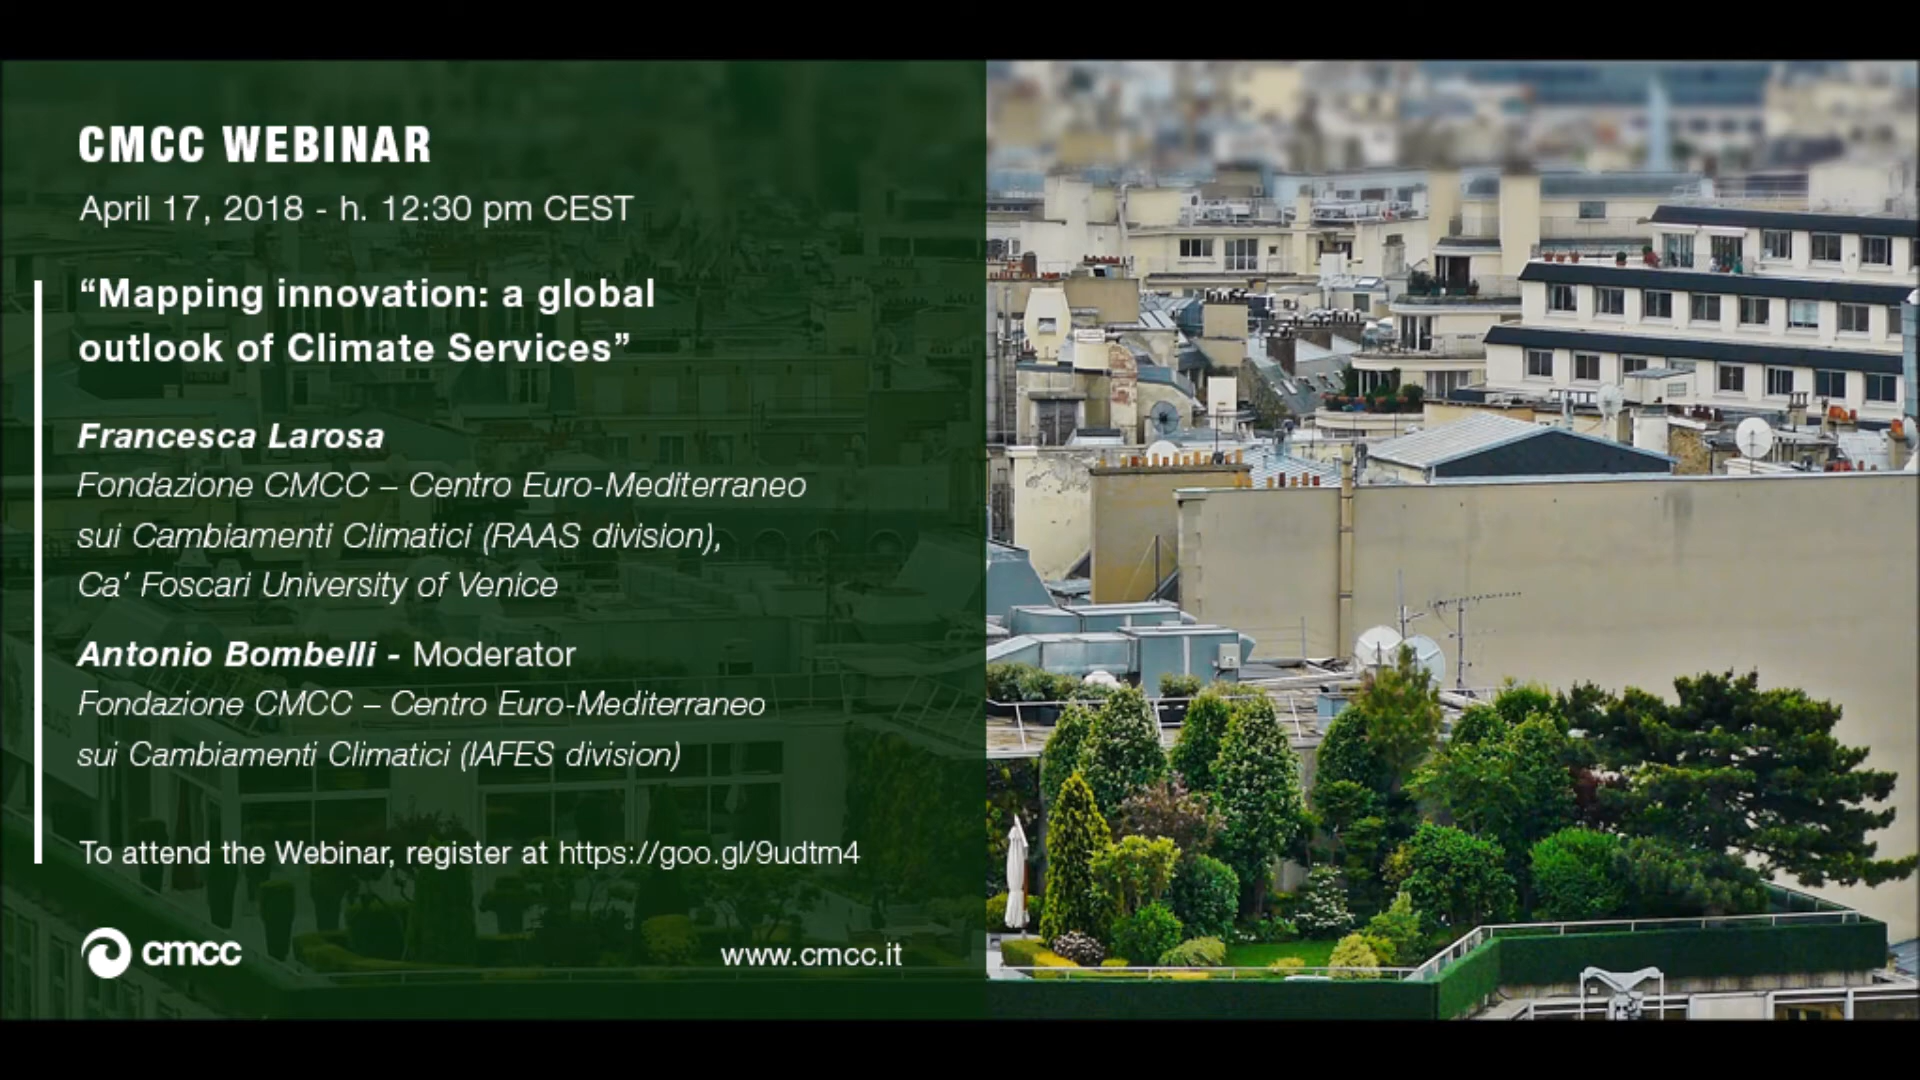 CMCC WEBINAR
April 17, 2018 - h. 12:30 pm CEST
“Mapping innovation: a global
outlook of Climate Services”
Francesca Larosa
Fondazione CMCC – Centro Euro-Mediterraneo
sui Cambiamenti Climatici (RAAS division),
Ca’ Foscari University of Venice
Antonio Bombelli - Moderator
Fondazione CMCC – Centro Euro-Mediterraneo
sui Cambiamenti Climatici (IAFES division)
To attend the Webinar, register at https://goo.gl/9udtm4
cmcc
www.cmcc.it